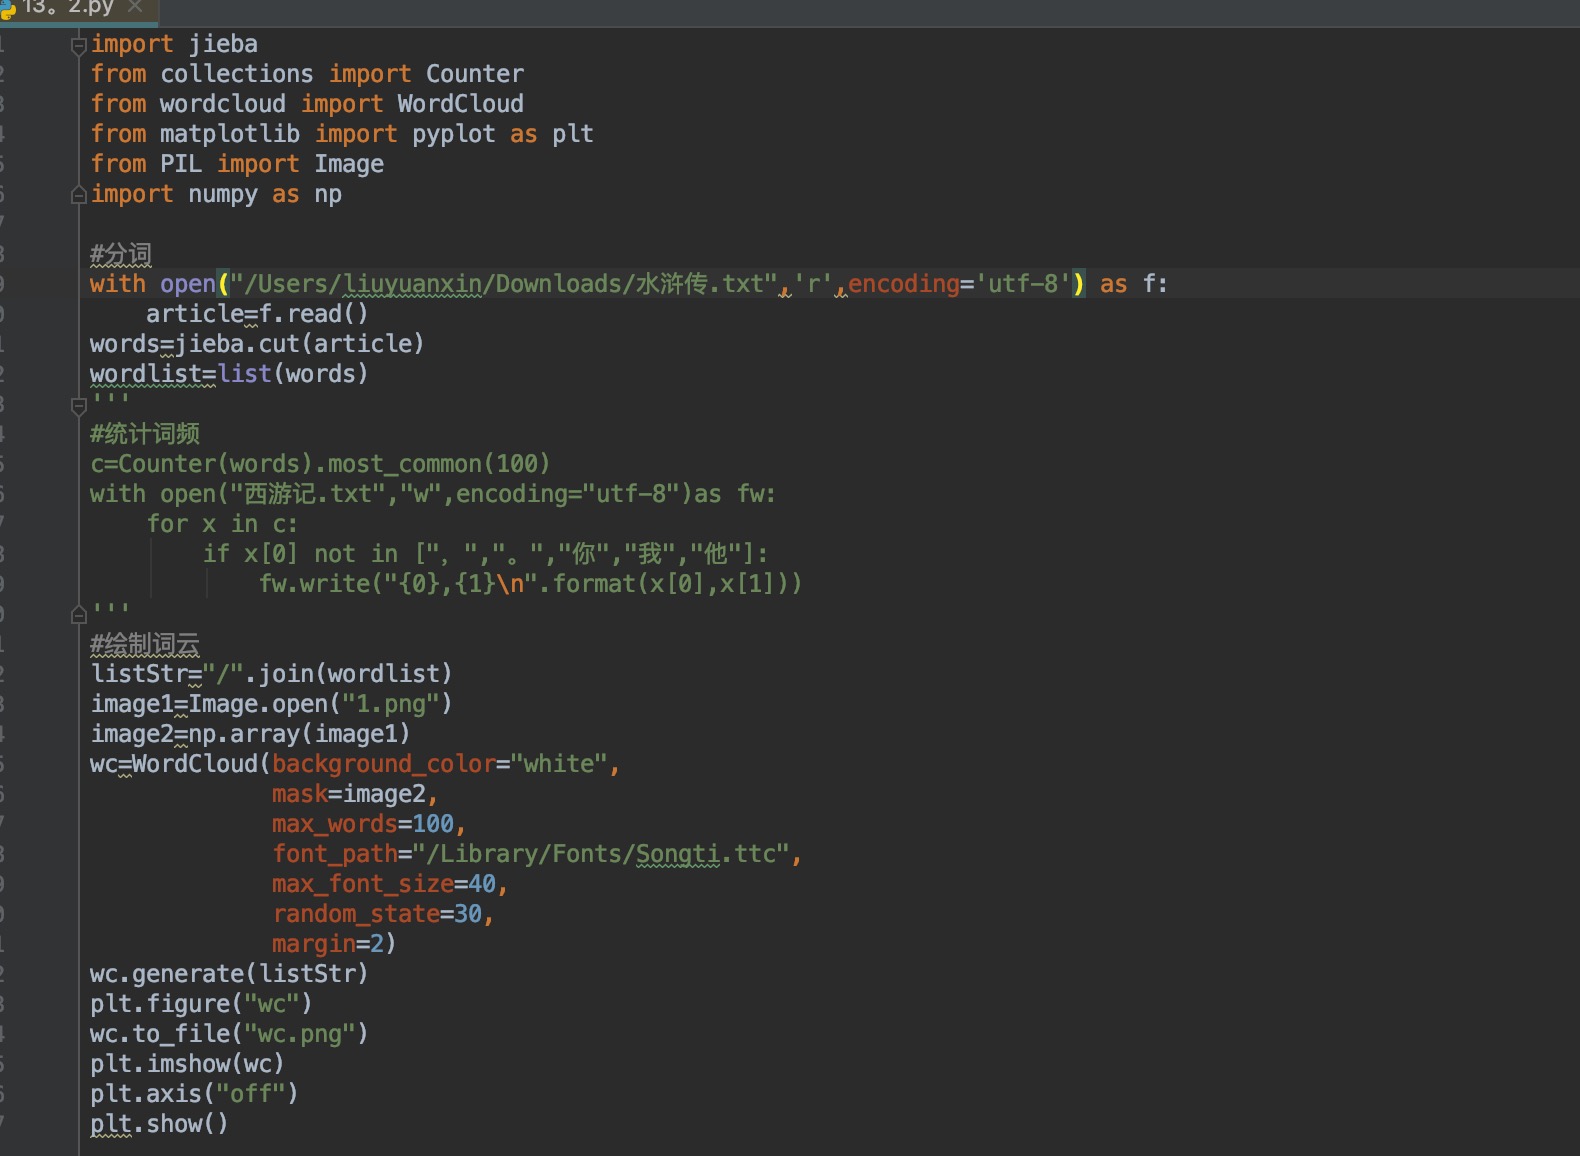 13。2.py
import jieba
from collections import Counter
from wordcloud import WordCloud
from matplotlib import pyplot as plt
from PIL import Image
import numpy as np
#分词
with open("/Users/liuyuanxin/Downloads/水浒传.txt",'r',encoding='utf-8') as f:
    article=f.read()
words=jieba.cut(article)
wordlist=list(words)
'''
#统计词频
c=Counter(words).most_common(100)
with open("西游记.txt","w",encoding="utf-8")as fw:
    for x in c:
        if x[0] not in ["，","。","你","我","他"]:
            fw.write("{0},{1}\n".format(x[0],x[1]))
'''
#绘制词云
listStr="/".join(wordlist)
image1=Image.open("1.png")
image2=np.array(image1)
wc=WordCloud(background_color="white",
             mask=image2,
             max_words=100,
             font_path="/Library/Fonts/Songti.ttc",
             max_font_size=40,
             random_state=30,
             margin=2)
wc.generate(listStr)
plt.figure("wc")
wc.to_file("wc.png")
plt.imshow(wc)
plt.axis("off")
plt.show()